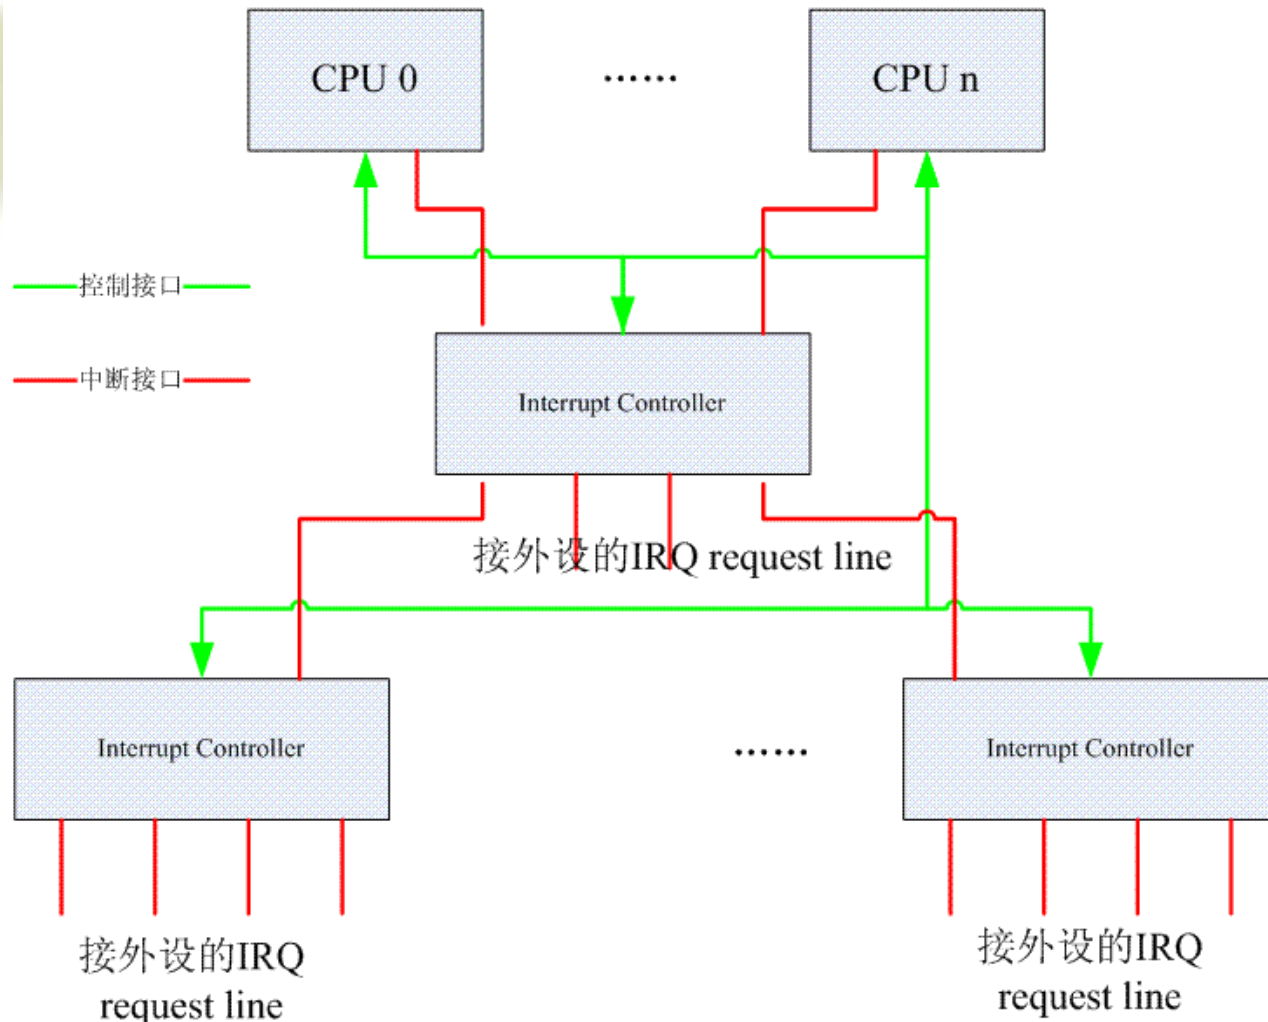 CPU 0
......
CPU n
控制接口
中断接口
Interrupt Controller
接外设的IRQ request line
Interrupt Controller
......
Interrupt Controller
接外设的IRQ
request line
接外设的IRQ
request line